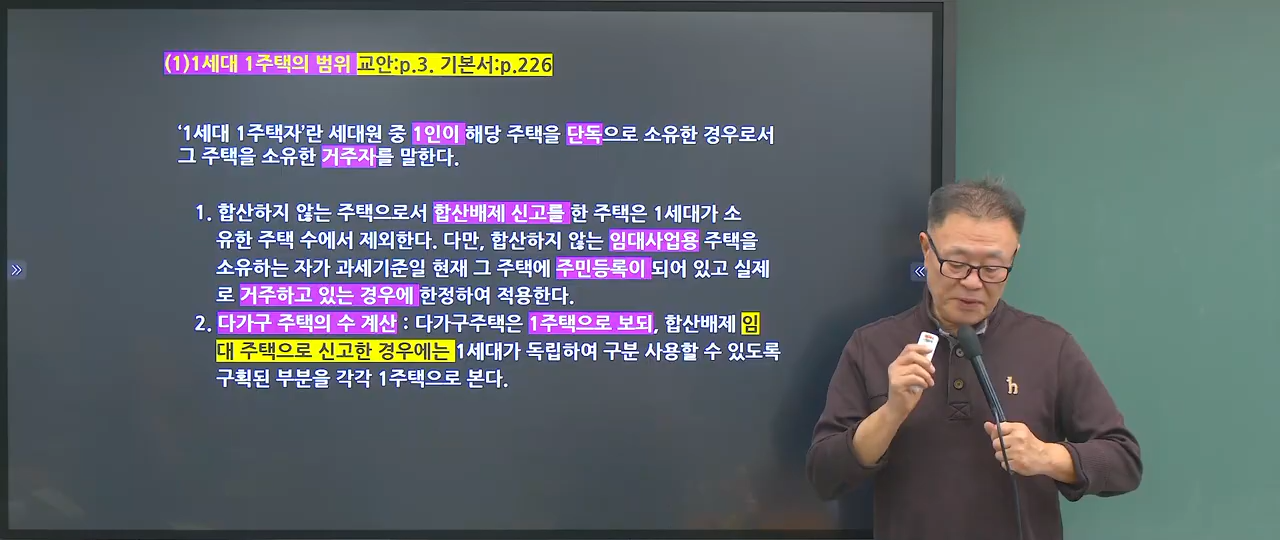 (1)1세대 1주택의 범위 교안:p.3. 기본서:p.226
‘1세대 1주택자’란 세대원 중 1인이 해당 주택을 단독으로 소유한 경우로서
그 주택을 소유한 거주자를 말한다.
1. 합산하지 않는 주택으로서 합산배제 신고를 한 주택은 1세대가 소
유한 주택 수에서 제외한다. 다만, 합산하지 않는 임대사업용 주택을
소유하는 자가 과세기준일 현재 그 주택에 주민등록이 되어 있고 실제
로 거주하고 있는 경우에 한정하여 적용한다.
2. 다가구 주택의 수 계산 : 다가구주택은 1주택으로 보되, 합산배제 임
대 주택으로 신고한 경우에는 1세대가 독립하여 구분 사용할 수 있도록
구획된 부분을 각각 1주택으로 본다.